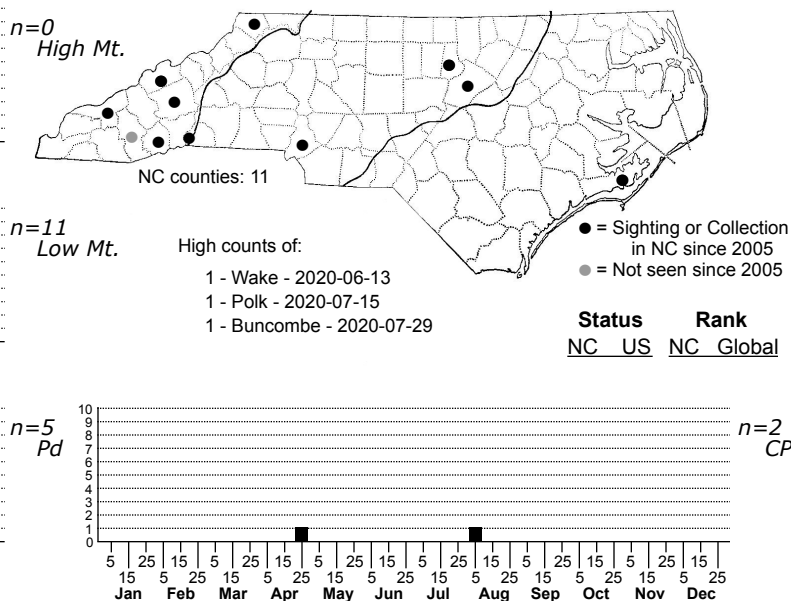 n=0
High Mt.
NC counties: 11
n=11
Low Mt.
High counts of:
1 - Wake - 2020-06-13
1 - Polk - 2020-07-15
1 - Buncombe - 2020-07-29
● = Sighting or Collection
in NC since 2005
● = Not seen since 2005
Status Rank
NC US NC Global
n=5
Pd
n=2
CP
10
9
8
7
6
5
4
3
2
1
0
5 25 15 5 25 15 5 25 15 5 25 15 5 25 15 5 25 15
15 5 25 15 5 25 15 5 25 15 5 25 15 5 25 15 5 25
Jan Feb Mar Apr May Jun Jul Aug Sep Oct Nov Dec